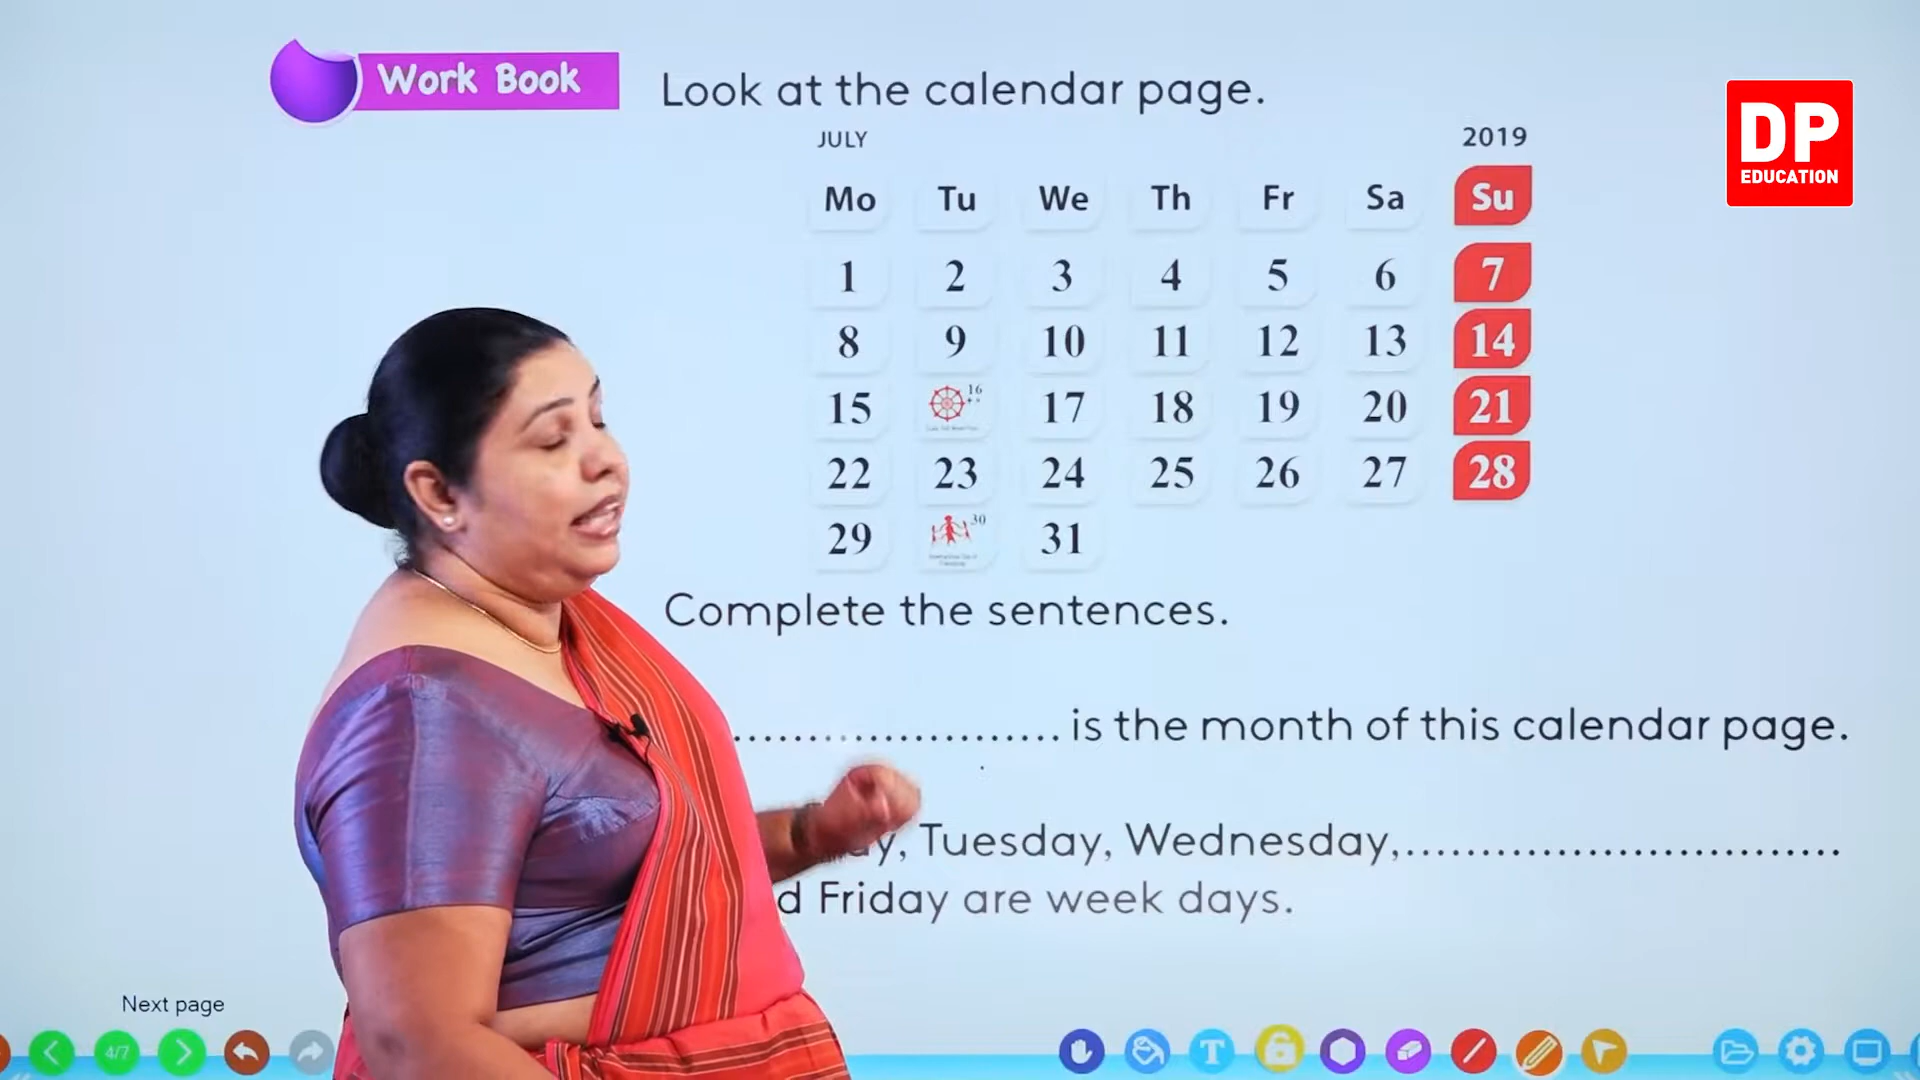 Work Book
Look at the calendar page.
DP
EDUCATION
JULY 2019
Mo Tu We Th Fr Sa Su
1 2 3 4 5 6 7
8 9 10 11 12 13 14
15 16 17 18 19 20 21
22 23 24 25 26 27 28
29 30 31
Complete the sentences.
...................... is the month of this calendar page.
y, Tuesday, Wednesday,.............................
d Friday are week days.
Next page
4/7
T